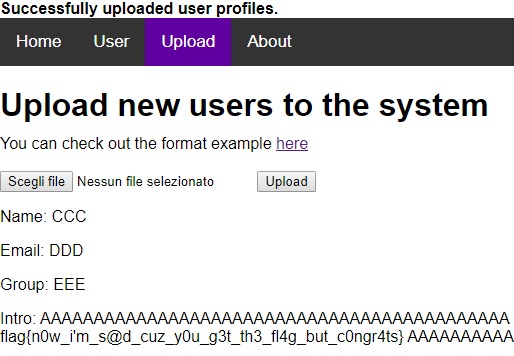 Successfully uploaded user profiles.
Home User Upload About
Upload new users to the system
You can check out the format example here
Scegli file Nessun file selezionato Upload
Name: CCC
Email: DDD
Group: EEE
Intro: AAAAAAAAAAAAAAAAAAAAAAAAAAAAAAAAAAAAAAAAAAAA
flag{n0w_i'm_s@d_cuz_y0u_g3t_th3_fl4g_but_c0ngr4ts} AAAAAAAAAA